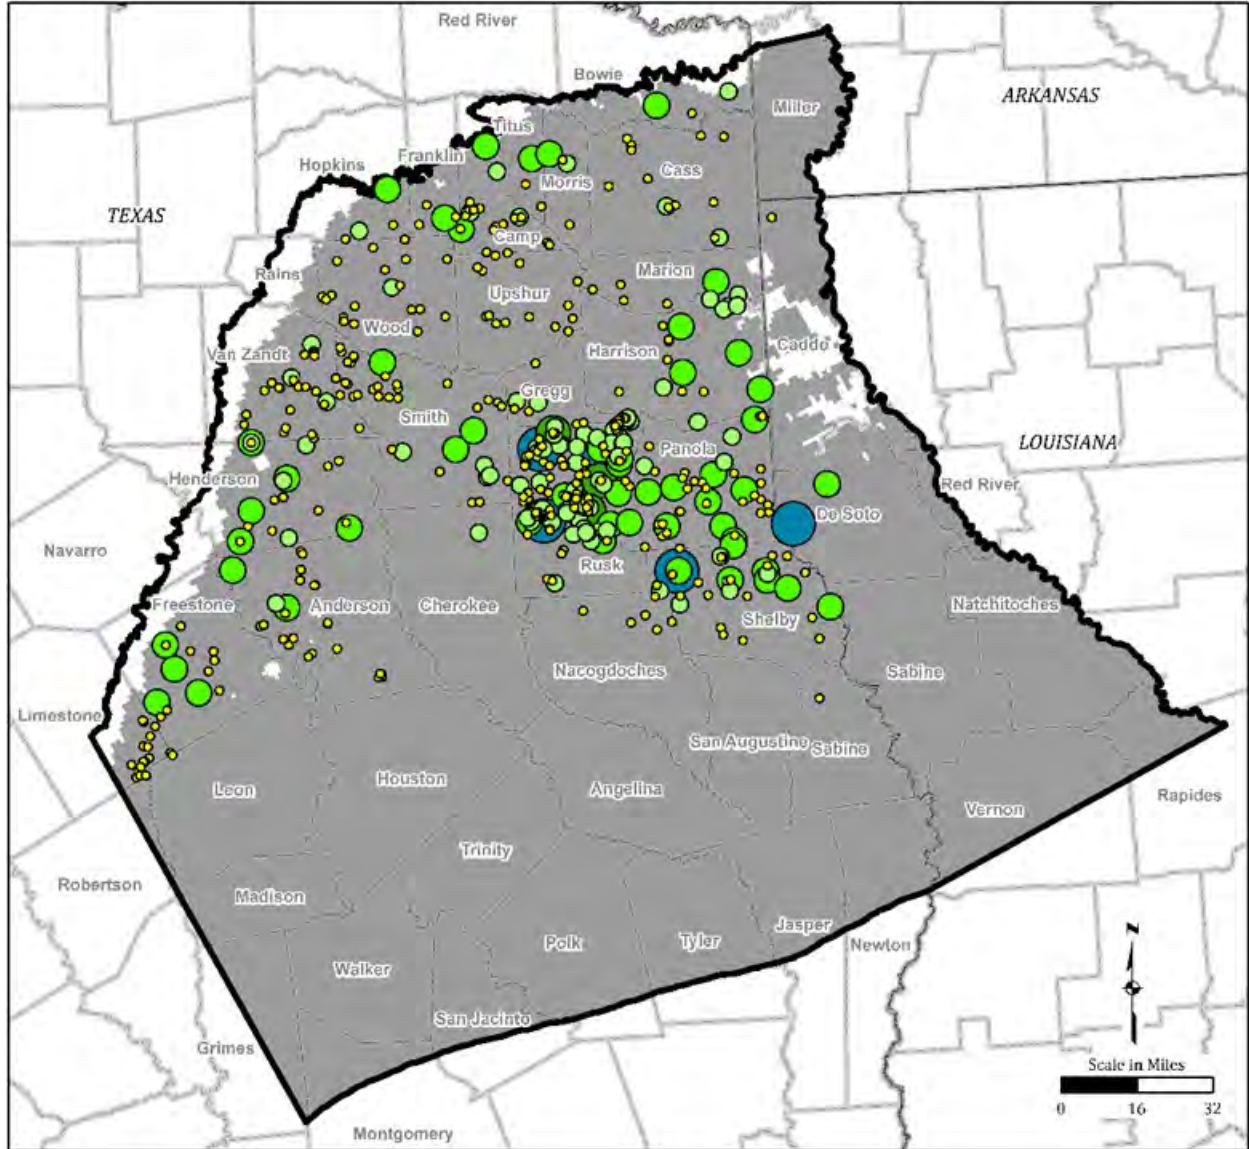 Red River
Bowie
ARKANSAS
Miller
Titus
Franklin
Hopkins
Cass
Morris
TEXAS
Camp
Marion
Rains
Upshur
Wood
Caddo
Van Zandt
Harrison
Gregg
Smith
LOUISIANA
Panola
Henderson
Red River
De Soto
Navarro
Rusk
Freestone
Anderson
Cherokee
Natchitoches
Shelby
Nacogdoches
Sabine
Limestone
San Augustine
Sabine
Houston
Leon
Angelina
Rapides
Vernon
Trinity
Robertson
Madison
Jasper
Polk
Tyler
Newton
N
Walker
San Jacinto
Grimes
Scale in Miles
0 16 32
Montgomery